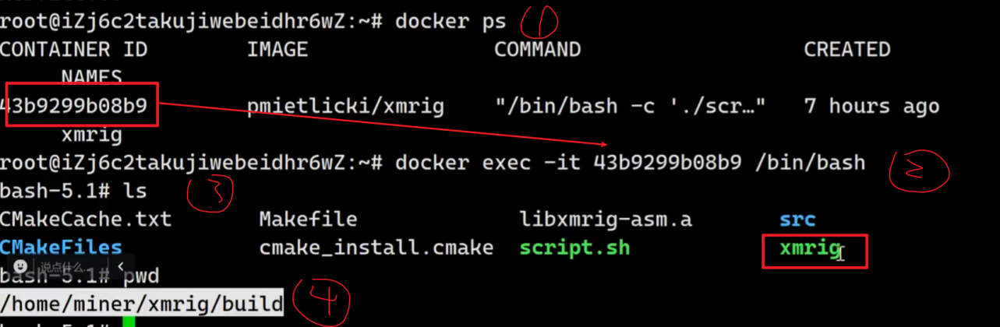 root@iZj6c2takujiwebeidhr6wZ:~# docker ps ①
CONTAINER ID IMAGE COMMAND CREATED
NAMES
43b9299b08b9 pmietlicki/xmrig "/bin/bash -c './scr…" 7 hours ago
xmrig
root@iZj6c2takujiwebeidhr6wZ:~# docker exec -it 43b9299b08b9 /bin/bash ②
bash-5.1# ls ③
CMakeCache.txt Makefile libxmrig-asm.a src
CMakeFiles cmake_install.cmake script.sh xmrig
说点什么...
bash-5.1# pwd
/home/miner/xmrig/build ④